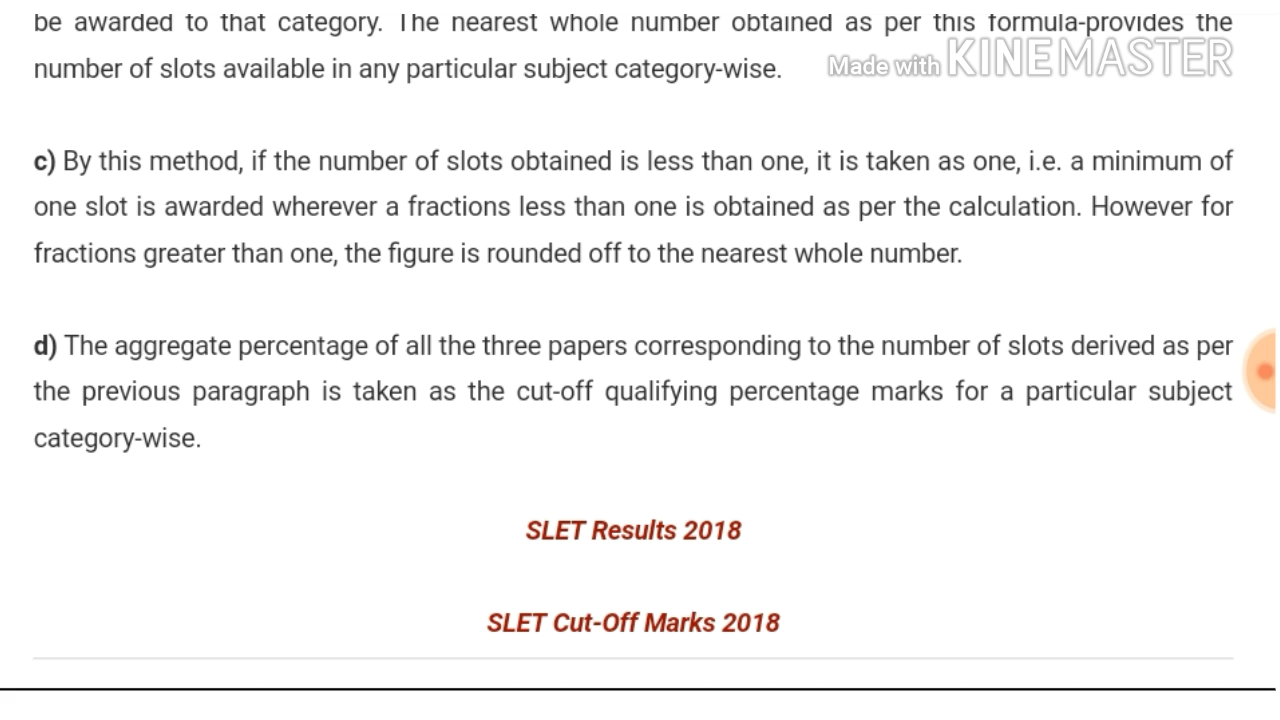 be awarded to that category. The nearest whole number obtained as per this formula-provides the
number of slots available in any particular subject category-wise.
Made with KINEMASTER
c) By this method, if the number of slots obtained is less than one, it is taken as one, i.e. a minimum of
one slot is awarded wherever a fractions less than one is obtained as per the calculation. However for
fractions greater than one, the figure is rounded off to the nearest whole number.
d) The aggregate percentage of all the three papers corresponding to the number of slots derived as per
the previous paragraph is taken as the cut-off qualifying percentage marks for a particular subject
category-wise.
SLET Results 2018
SLET Cut-Off Marks 2018